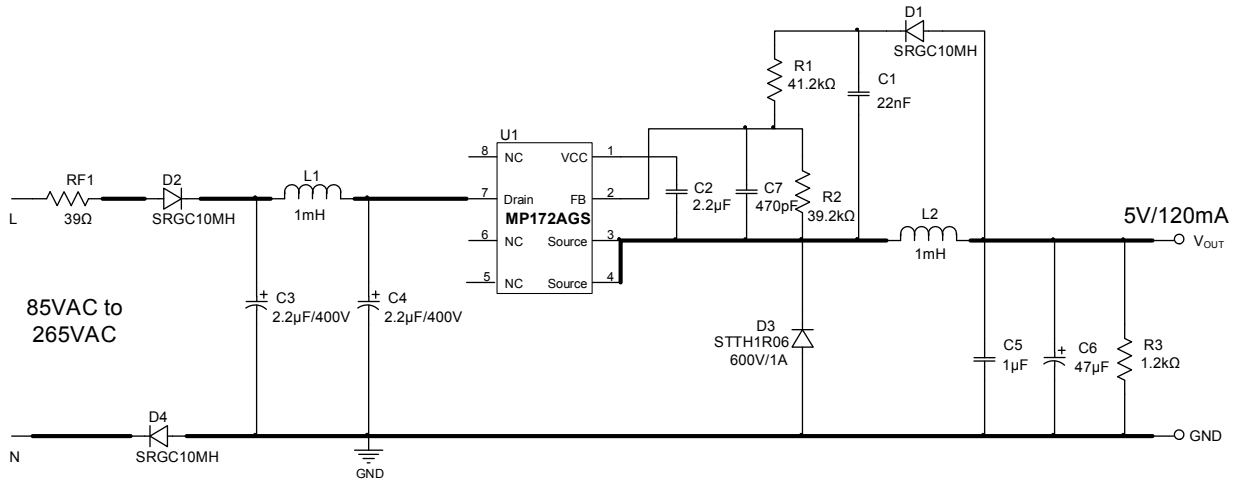 D1
SRGC10MH
R1
41.2kΩ
C1
22nF
U1
8
NC
VCC
1
7
Drain
FB
2
MP172AGS
6
NC
Source
3
5
NC
Source
4
C2
2.2µF
C7
470pF
R2
39.2kΩ
RF1
39Ω
L
D2
SRGC10MH
L1
1mH
L2
1mH
5V/120mA
VOUT
85VAC to
265VAC
C3
2.2µF/400V
C4
2.2µF/400V
+
+
D3
STTH1R06
600V/1A
C5
1µF
+
C6
47µF
R3
1.2kΩ
D4
SRGC10MH
N
GND
GND